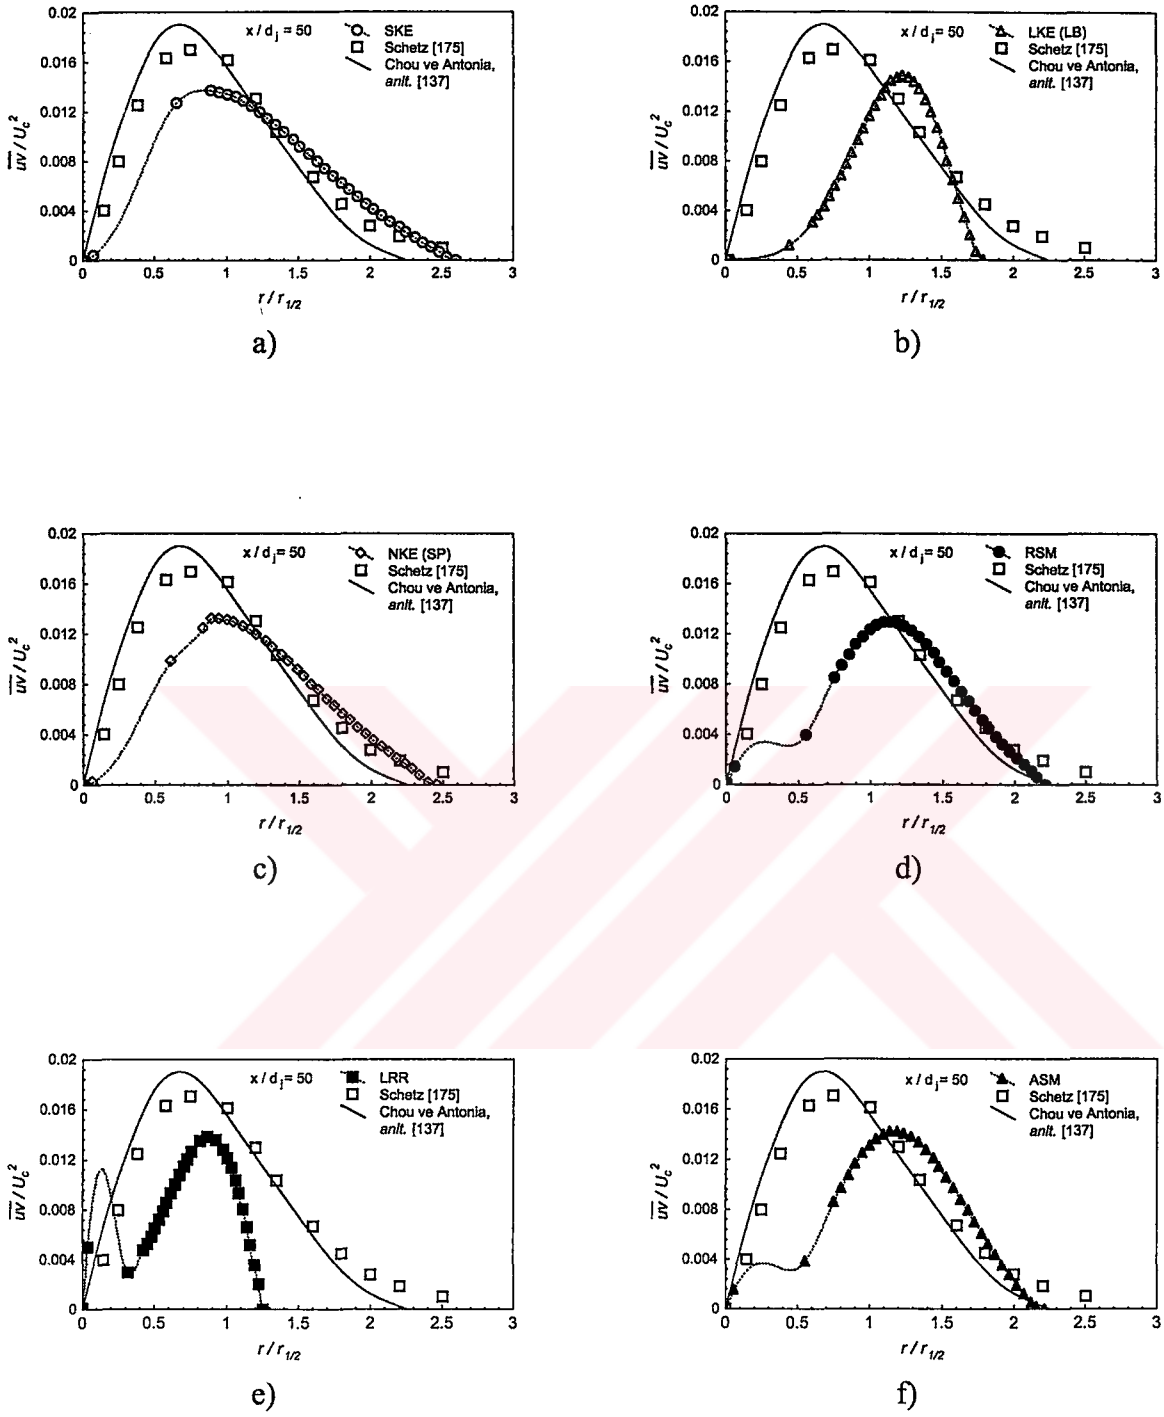 0.02
0.016
0.012
0.008
0.004
0
uv / U_c^2
x / d_j = 50
SKE
Schetz [175]
Chou ve Antonia,
anlt. [137]
0 0.5 1 1.5 2 2.5 3
r / r_1/2
a)
0.02
0.016
0.012
0.008
0.004
0
uv / U_c^2
x / d_j = 50
LKE (LB)
Schetz [175]
Chou ve Antonia,
anlt. [137]
0 0.5 1 1.5 2 2.5 3
r / r_1/2
b)
0.02
0.016
0.012
0.008
0.004
0
uv / U_c^2
x / d_j = 50
NKE (SP)
Schetz [175]
Chou ve Antonia,
anlt. [137]
0 0.5 1 1.5 2 2.5 3
r / r_1/2
c)
0.02
0.016
0.012
0.008
0.004
0
uv / U_c^2
x / d_j = 50
RSM
Schetz [175]
Chou ve Antonia,
anlt. [137]
0 0.5 1 1.5 2 2.5 3
r / r_1/2
d)
0.02
0.016
0.012
0.008
0.004
0
uv / U_c^2
x / d_j = 50
LRR
Schetz [175]
Chou ve Antonia,
anlt. [137]
0 0.5 1 1.5 2 2.5 3
r / r_1/2
e)
0.02
0.016
0.012
0.008
0.004
0
uv / U_c^2
x / d_j = 50
ASM
Schetz [175]
Chou ve Antonia,
anlt. [137]
0 0.5 1 1.5 2 2.5 3
r / r_1/2
f)